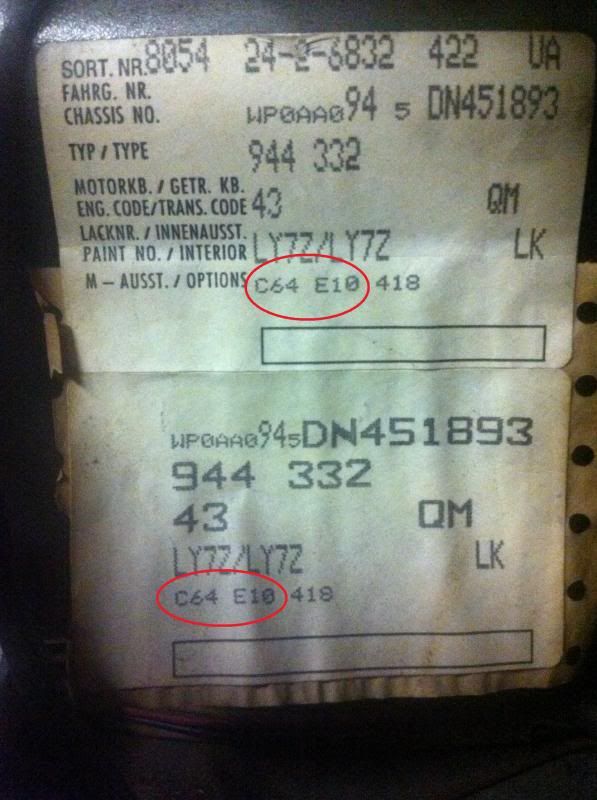 SORT. NR. 8054 24-2-6832 422 UA
FAHRG. NR.
CHASSIS NO. WP0AA094 5 DN451893
TYP / TYPE 944 332
MOTORKB. / GETR. KB.
ENG. CODE/TRANS. CODE 43 QM
LACKNR. / INNENAUSST.
PAINT NO. / INTERIOR LY7Z/LY7Z LK
M – AUSST. / OPTIONS C64 E10 418
WP0AA0945DN451893
944 332
43 QM
LY7Z/LY7Z LK
C64 E10 418